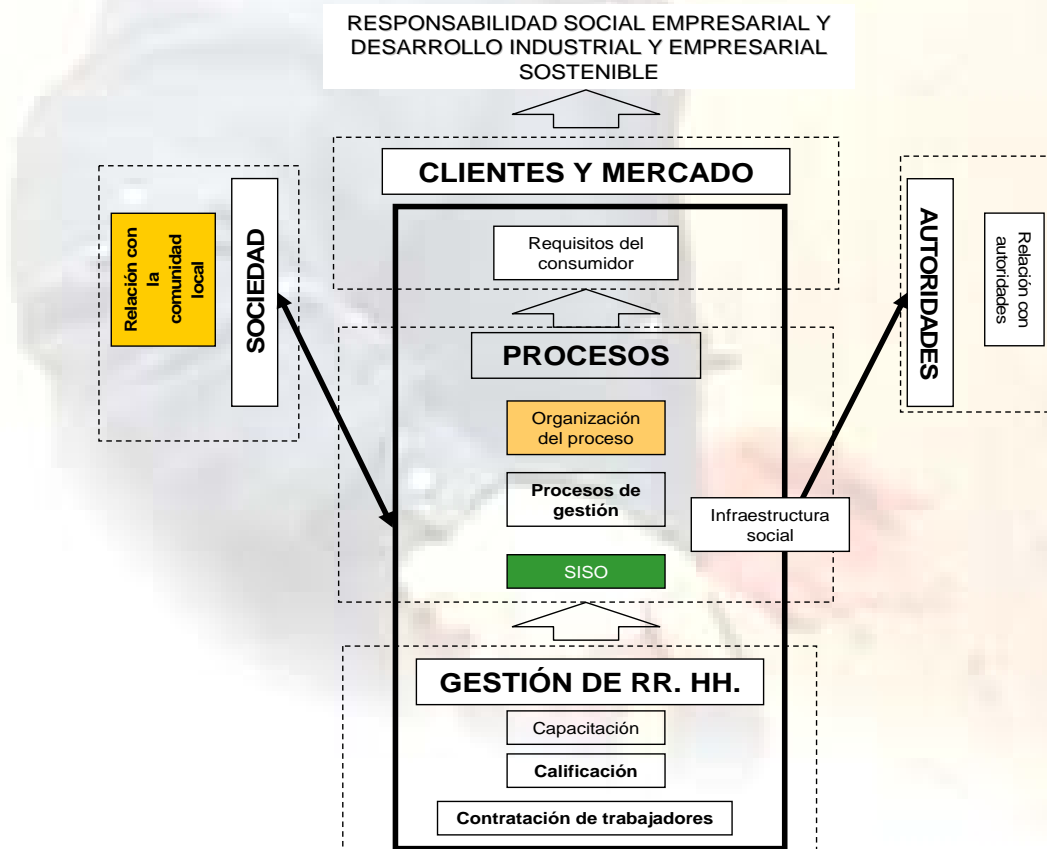 RESPONSABILIDAD SOCIAL EMPRESARIAL Y
DESARROLLO INDUSTRIAL Y EMPRESARIAL
SOSTENIBLE
CLIENTES Y MERCADO
Requisitos del
consumidor
Relación con
la
comunidad
local
SOCIEDAD
AUTORIDADES
Relación con
autoridades
PROCESOS
Organización
del proceso
Procesos de
gestión
Infraestructura
social
SISO
GESTIÓN DE RR. HH.
Capacitación
Calificación
Contratación de trabajadores